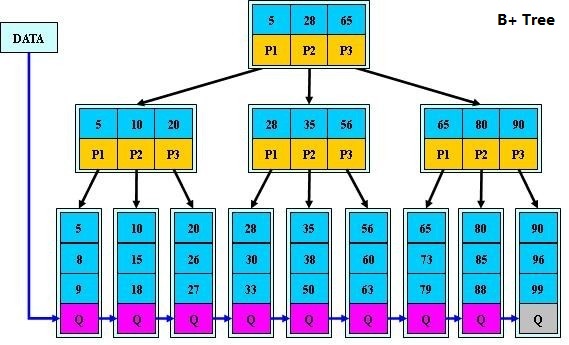 B+ Tree
5 28 65
P1 P2 P3
DATA
5 10 20
P1 P2 P3
28 35 56
P1 P2 P3
65 80 90
P1 P2 P3
5 10 20 28 35 56 65 80 90
8 15 26 30 38 60 73 85 96
9 18 27 33 50 63 79 88 99
Q Q Q Q Q Q Q Q Q